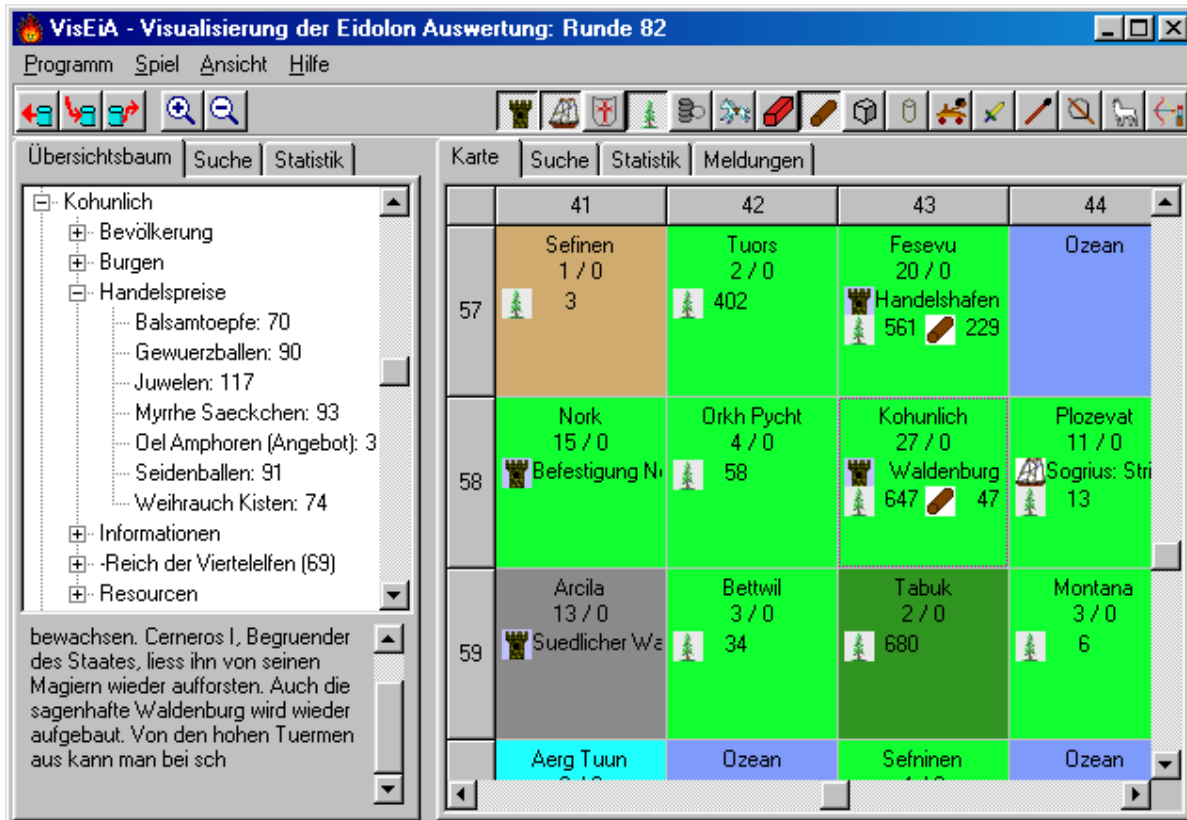 VisEiA - Visualisierung der Eidolon Auswertung: Runde 82
Programm Spiel Ansicht Hilfe
Übersichtsbaum Suche Statistik
Kohunlich
Bevölkerung
Burgen
Handelspreise
Balsamtoepfe: 70
Gewuerzballen: 90
Juwelen: 117
Myrrhe Saeckchen: 93
Oel Amphoren (Angebot): 3
Seidenballen: 91
Weihrauch Kisten: 74
Informationen
-Reich der Viertelelfen (69)
Resourcen
bewachsen. Cerneros I, Begruender
des Staates, liess ihn von seinen
Magiern wieder aufforsten. Auch die
sagenhafte Waldenburg wird wieder
aufgebaut. Von den hohen Tuermen
aus kann man bei sch
Karte Suche Statistik Meldungen
41 42 43 44
57
Sefinen
1 / 0
3
Tuors
2 / 0
402
Fesevu
20 / 0
Handelshafen
561 229
Ozean
58
Nork
15 / 0
Befestigung N
Orkh Pycht
4 / 0
58
Kohunlich
27 / 0
Waldenburg
647 47
Plozevat
11 / 0
Sogrius: Stri
13
59
Arcila
13 / 0
Suedlicher Wa
Bettwil
3 / 0
34
Tabuk
2 / 0
680
Montana
3 / 0
6
Aerg Tuun
Ozean
Sefninen
Ozean